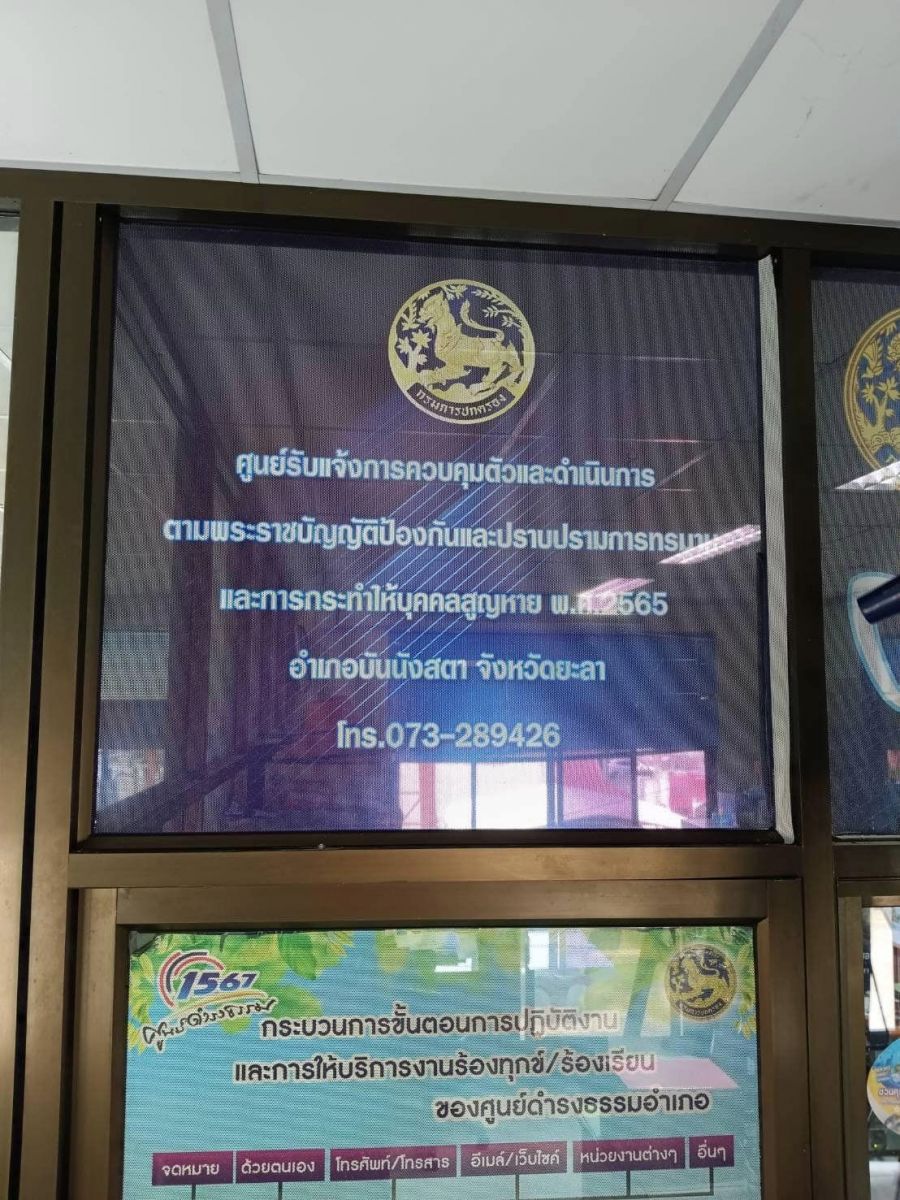 กรมการปกครอง
ศูนย์รับแจ้งการควบคุมตัวและดำเนินการ
ตามพระราชบัญญัติป้องกันและปราบปรามการทรมาน
และการกระทำให้บุคคลสูญหาย พ.ศ.2565
อำเภอบันนังสตา จังหวัดยะลา
โทร.073-289426
1567
ศูนย์ดำรงธรรม
กระบวนการขั้นตอนการปฏิบัติงาน
และการให้บริการงานร้องทุกข์/ร้องเรียน
ของศูนย์ดำรงธรรมอำเภอ
จดหมาย ด้วยตนเอง โทรศัพท์/โทรสาร อีเมล์/เว็บไซค์ หน่วยงานต่างๆ อื่นๆ